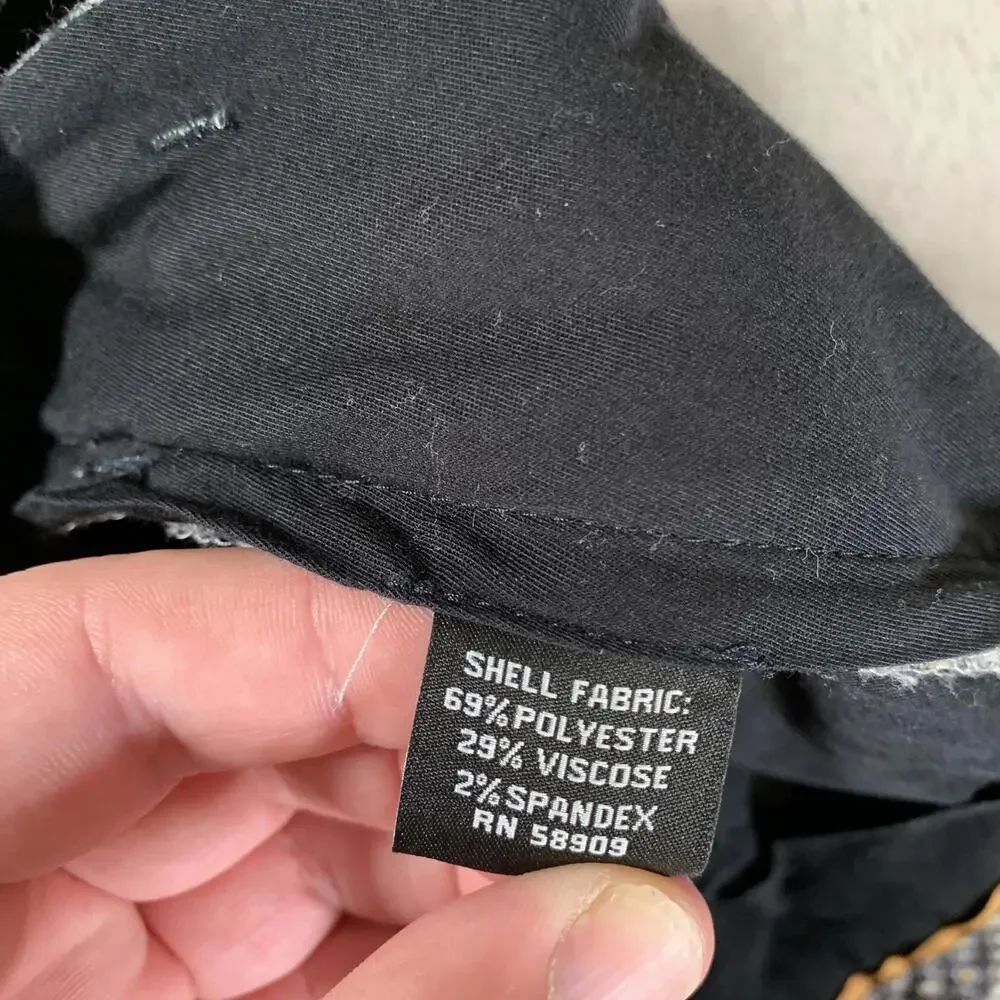 SHELL FABRIC:
69% POLYESTER
29% VISCOSE
2% SPANDEX
RN 58909